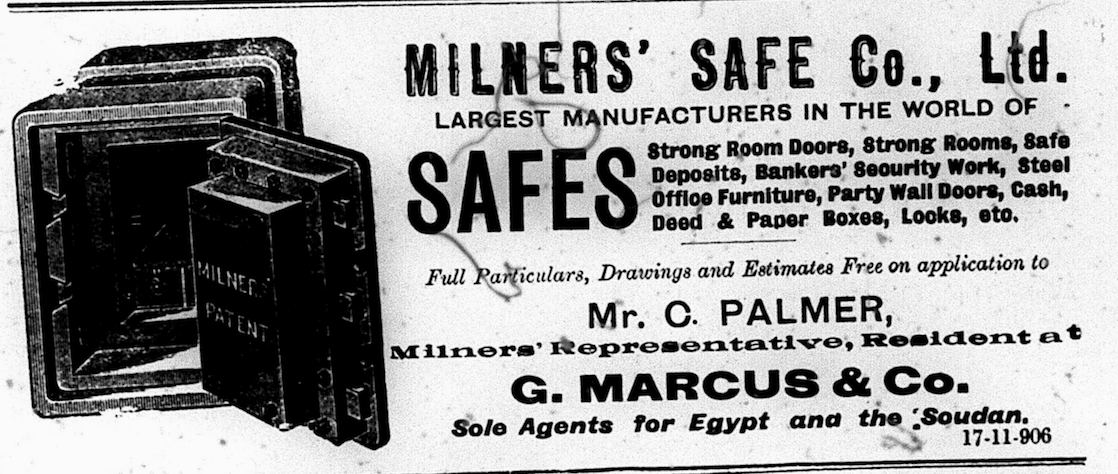 MILNERS' SAFE Co., Ltd.
LARGEST MANUFACTURERS IN THE WORLD OF
SAFES
Strong Room Doors, Strong Rooms, Safe
Deposits, Bankers' Security Work, Steel
Office Furniture, Party Wall Doors, Cash,
Deed & Paper Boxes, Locks, etc.
Full Particulars, Drawings and Estimates Free on application to
Mr. C. PALMER,
Milners' Representative, Resident at
G. MARCUS & Co.
Sole Agents for Egypt and the Soudan.
17-11-906
MILNERS
PATENT